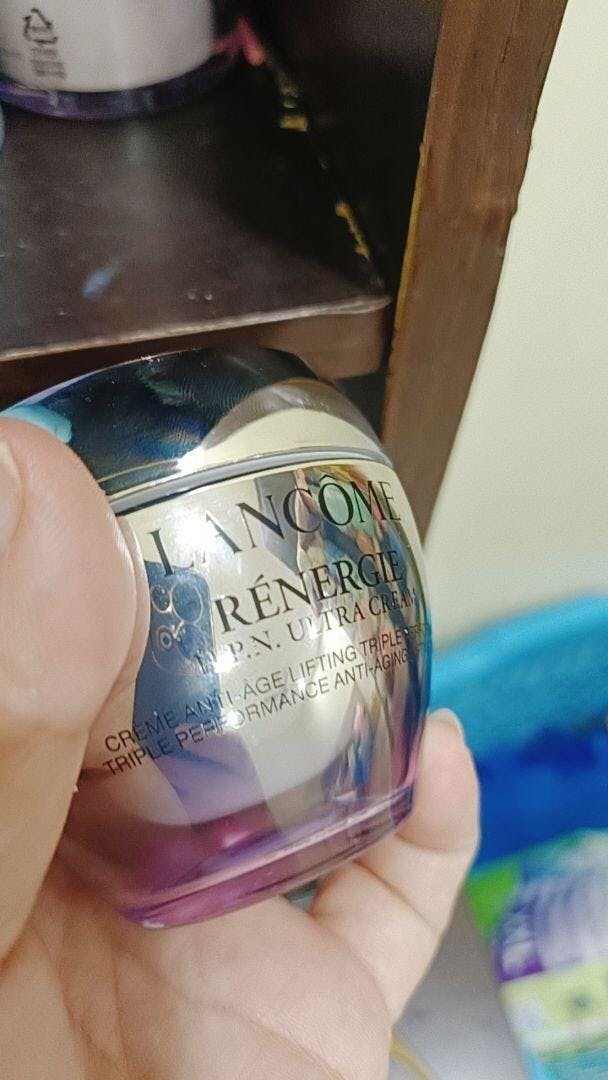 LANCÔME
RÉNERGIE
H.P.N. ULTRA CREAM
CRÈME ANTI-ÂGE LIFTING TRIPLE
TRIPLE PERFORMANCE ANTI-AGING